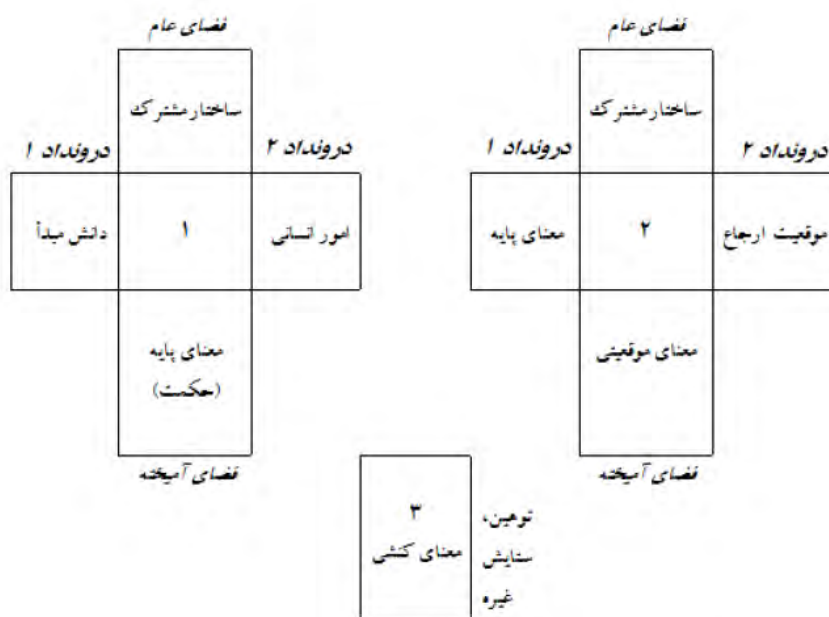 فضای عام
ساختار مشترک
درونداد ۱
درونداد ۲
دانش مبدأ
۱
امور انسانی
معنای پایه
(حکمت)
فضای آمیخته
فضای عام
ساختار مشترک
درونداد ۱
درونداد ۲
معنای پایه
۲
موقعیت ارجاع
معنای موقعیتی
فضای آمیخته
۳
معنای کنشی
توهین،
ستایش
غیره